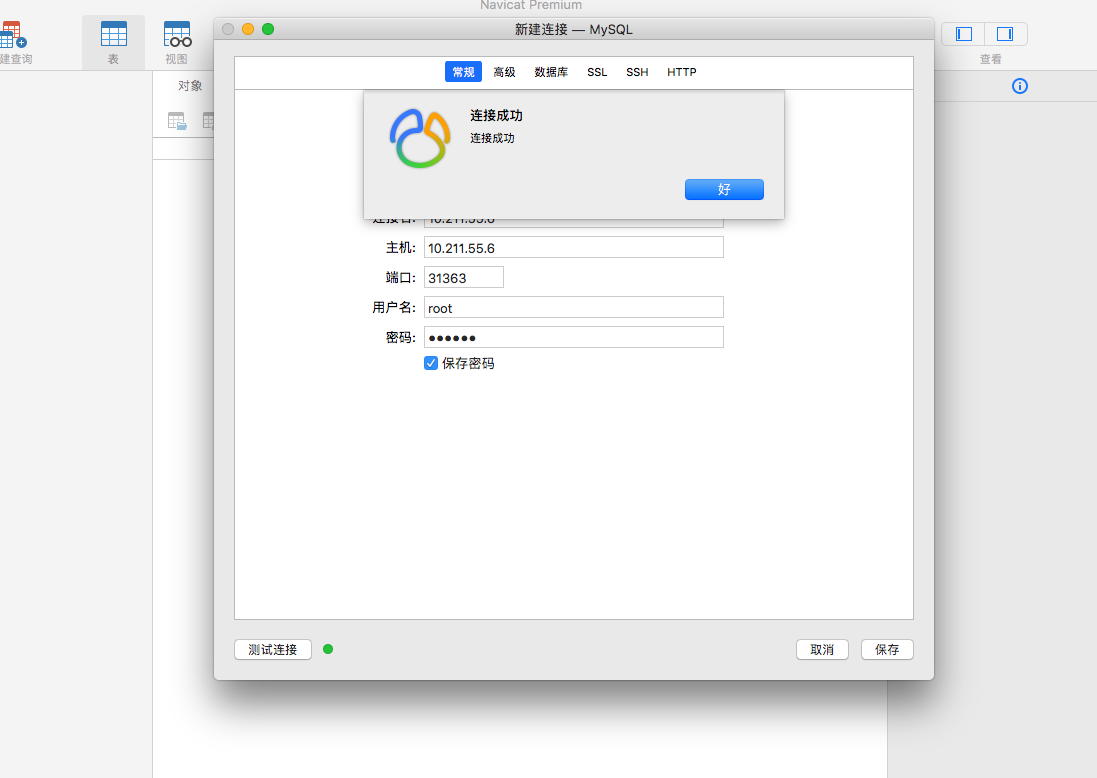 Navicat Premium
新建连接 — MySQL
建查询
表
视图
查看
常规 高级 数据库 SSL SSH HTTP
对象
连接成功
连接成功
好
连接名: 10.211.55.6
主机: 10.211.55.6
端口: 31363
用户名: root
密码: ●●●●●●
保存密码
测试连接
取消
保存